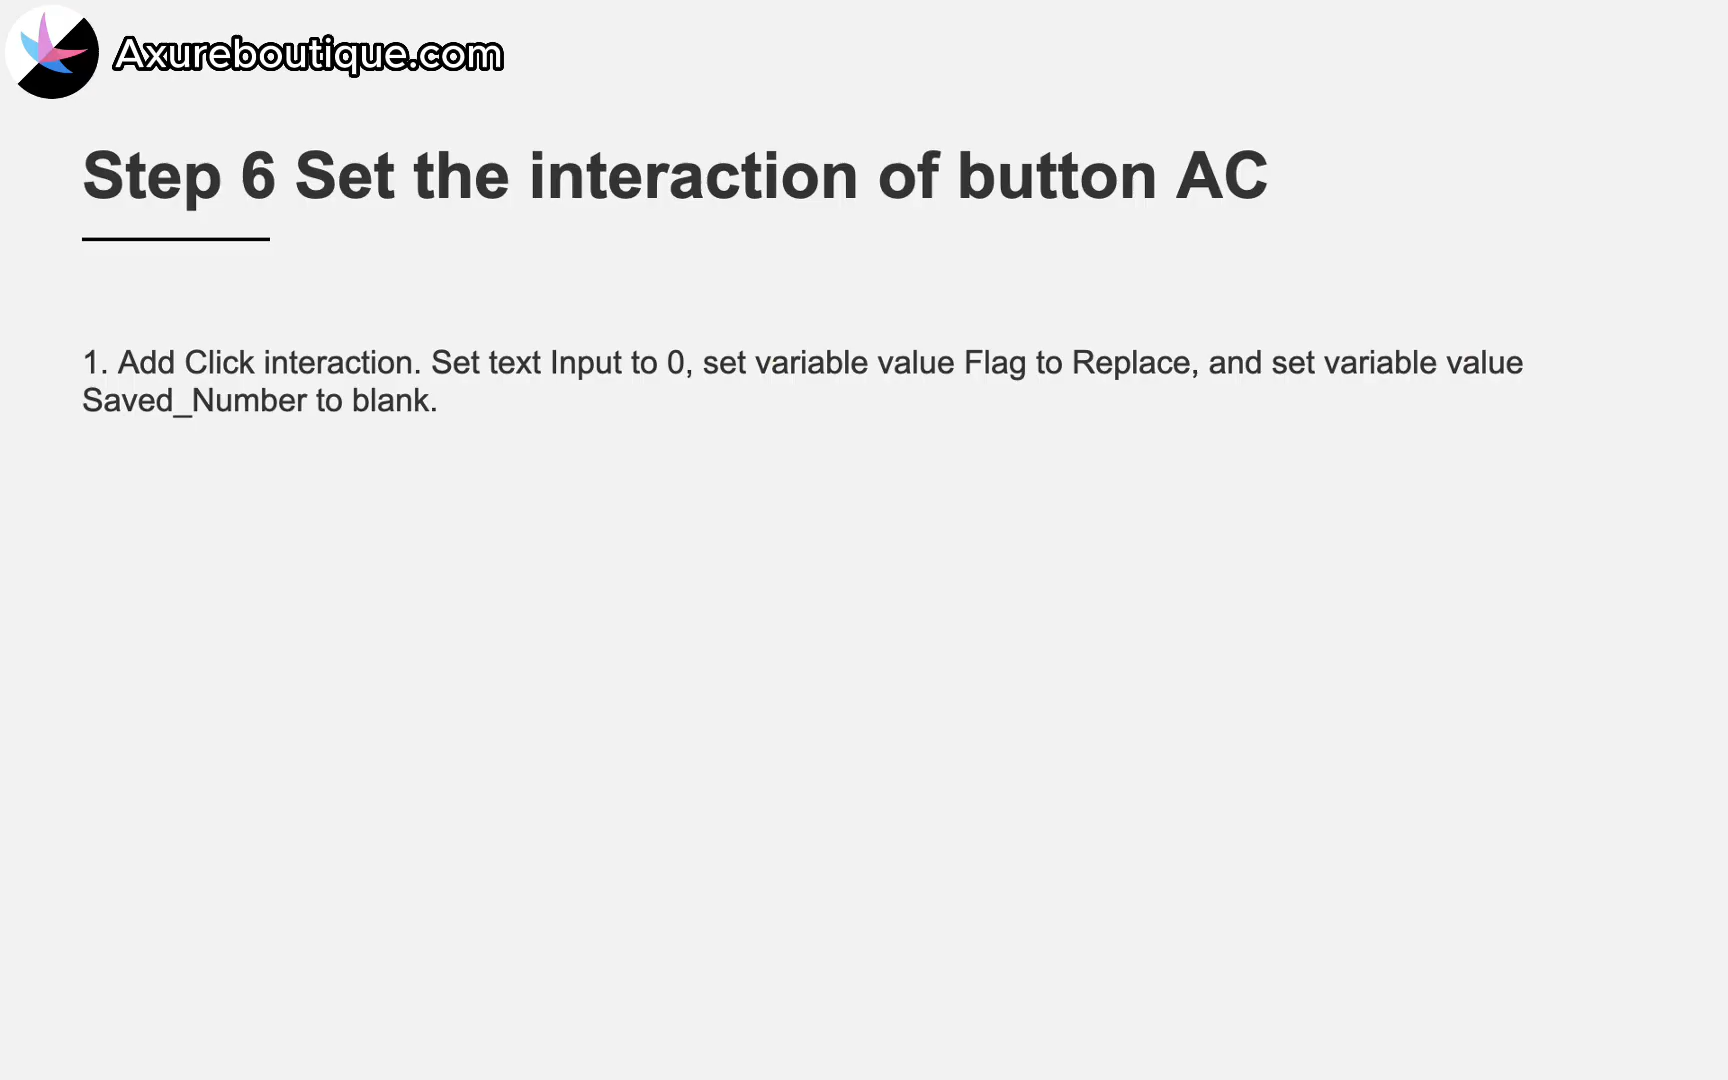 Axureboutique.com
Step 6 Set the interaction of button AC
1. Add Click interaction. Set text Input to 0, set variable value Flag to Replace, and set variable value
Saved_Number to blank.